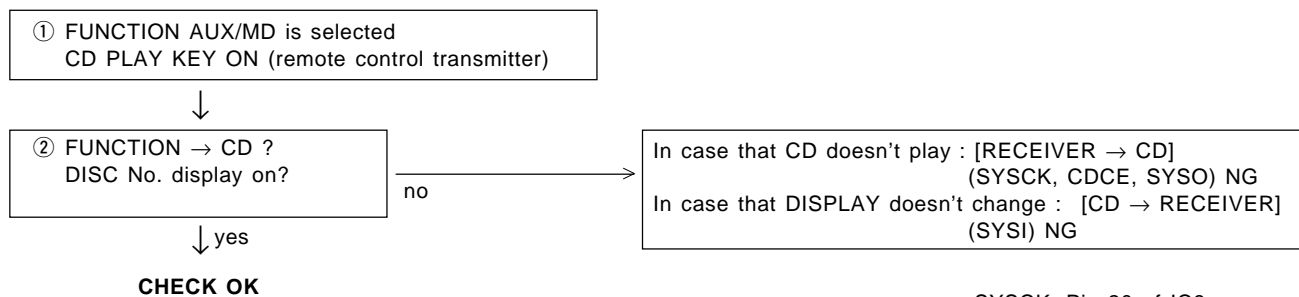 ① FUNCTION AUX/MD is selected
CD PLAY KEY ON (remote control transmitter)
② FUNCTION → CD ?
DISC No. display on?
no
In case that CD doesn't play : [RECEIVER → CD]
(SYSCK, CDCE, SYSO) NG
In case that DISPLAY doesn't change : [CD → RECEIVER]
(SYSI) NG
yes
CHECK OK